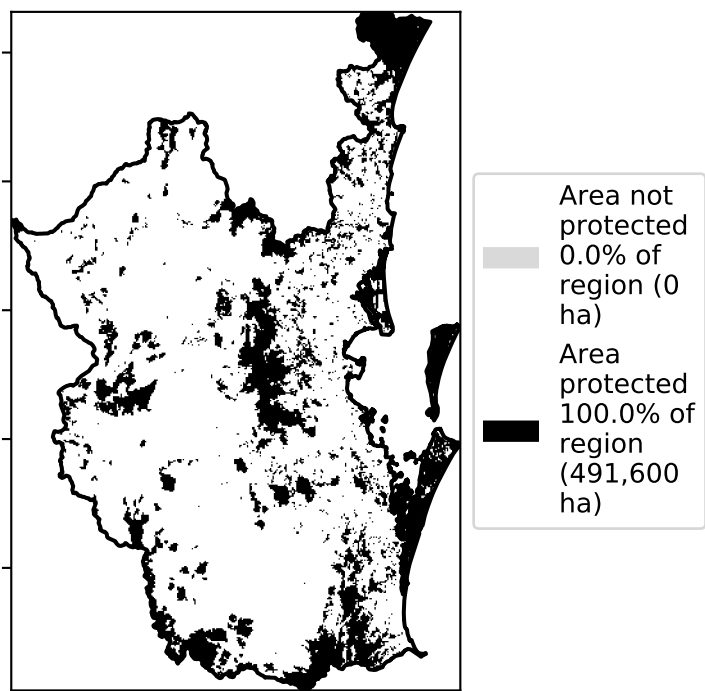 Area not
protected
0.0% of
region (0
ha)
Area
protected
100.0% of
region
(491,600
ha)